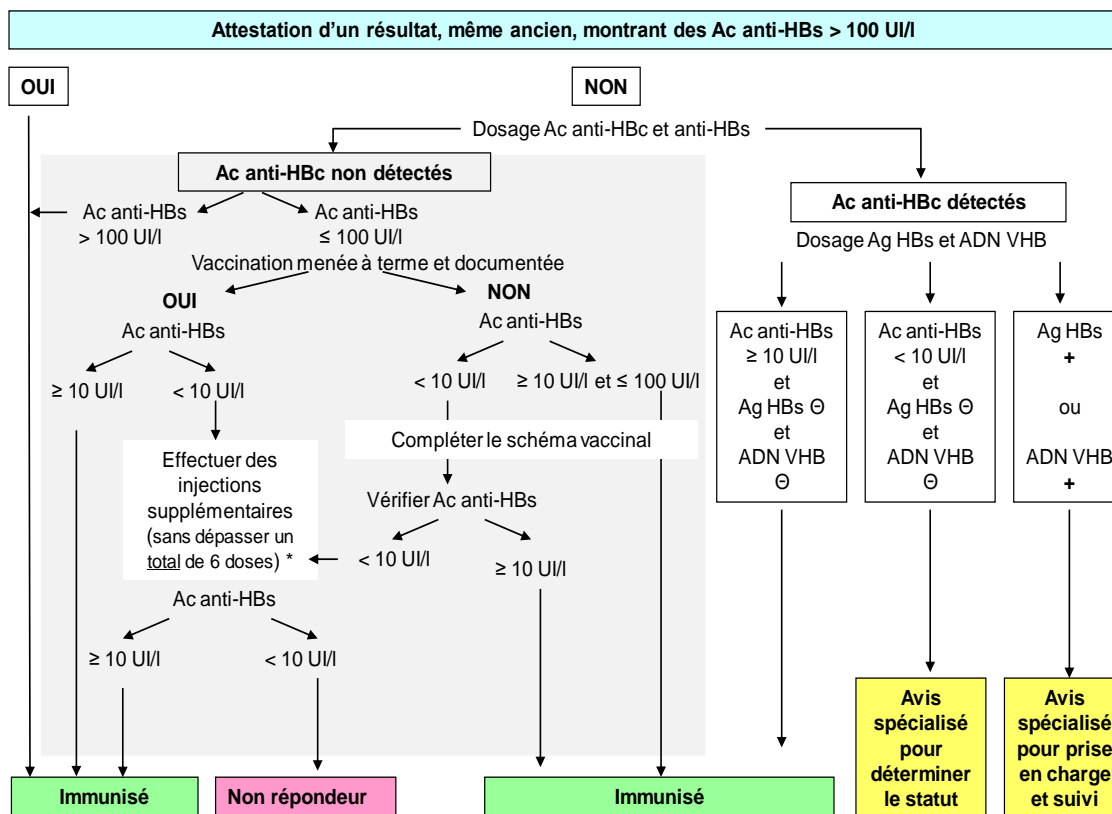 Attestation d'un résultat, même ancien, montrant des Ac anti-HBs > 100 UI/l
OUI
NON
Dosage Ac anti-HBc et anti-HBs
Ac anti-HBc non détectés
Ac anti-HBs
> 100 UI/l
Ac anti-HBs
≤ 100 UI/l
Vaccination menée à terme et documentée
OUI
Ac anti-HBs
≥ 10 UI/l
< 10 UI/l
NON
Ac anti-HBs
< 10 UI/l
≥ 10 UI/l et ≤ 100 UI/l
Compléter le schéma vaccinal
Vérifier Ac anti-HBs
< 10 UI/l
≥ 10 UI/l
Effectuer des
injections
supplémentaires
(sans dépasser un
total de 6 doses) *
Ac anti-HBs
≥ 10 UI/l
< 10 UI/l
Ac anti-HBc détectés
Dosage Ag HBs et ADN VHB
Ac anti-HBs
≥ 10 UI/l
et
Ag HBs Θ
et
ADN VHB
Θ
Ac anti-HBs
< 10 UI/l
et
Ag HBs Θ
et
ADN VHB
Θ
Ag HBs
+
ou
ADN VHB
+
Immunisé
Non répondeur
Immunisé
Avis
spécialisé
pour
déterminer
le statut
Avis
spécialisé
pour prise
en charge
et suivi